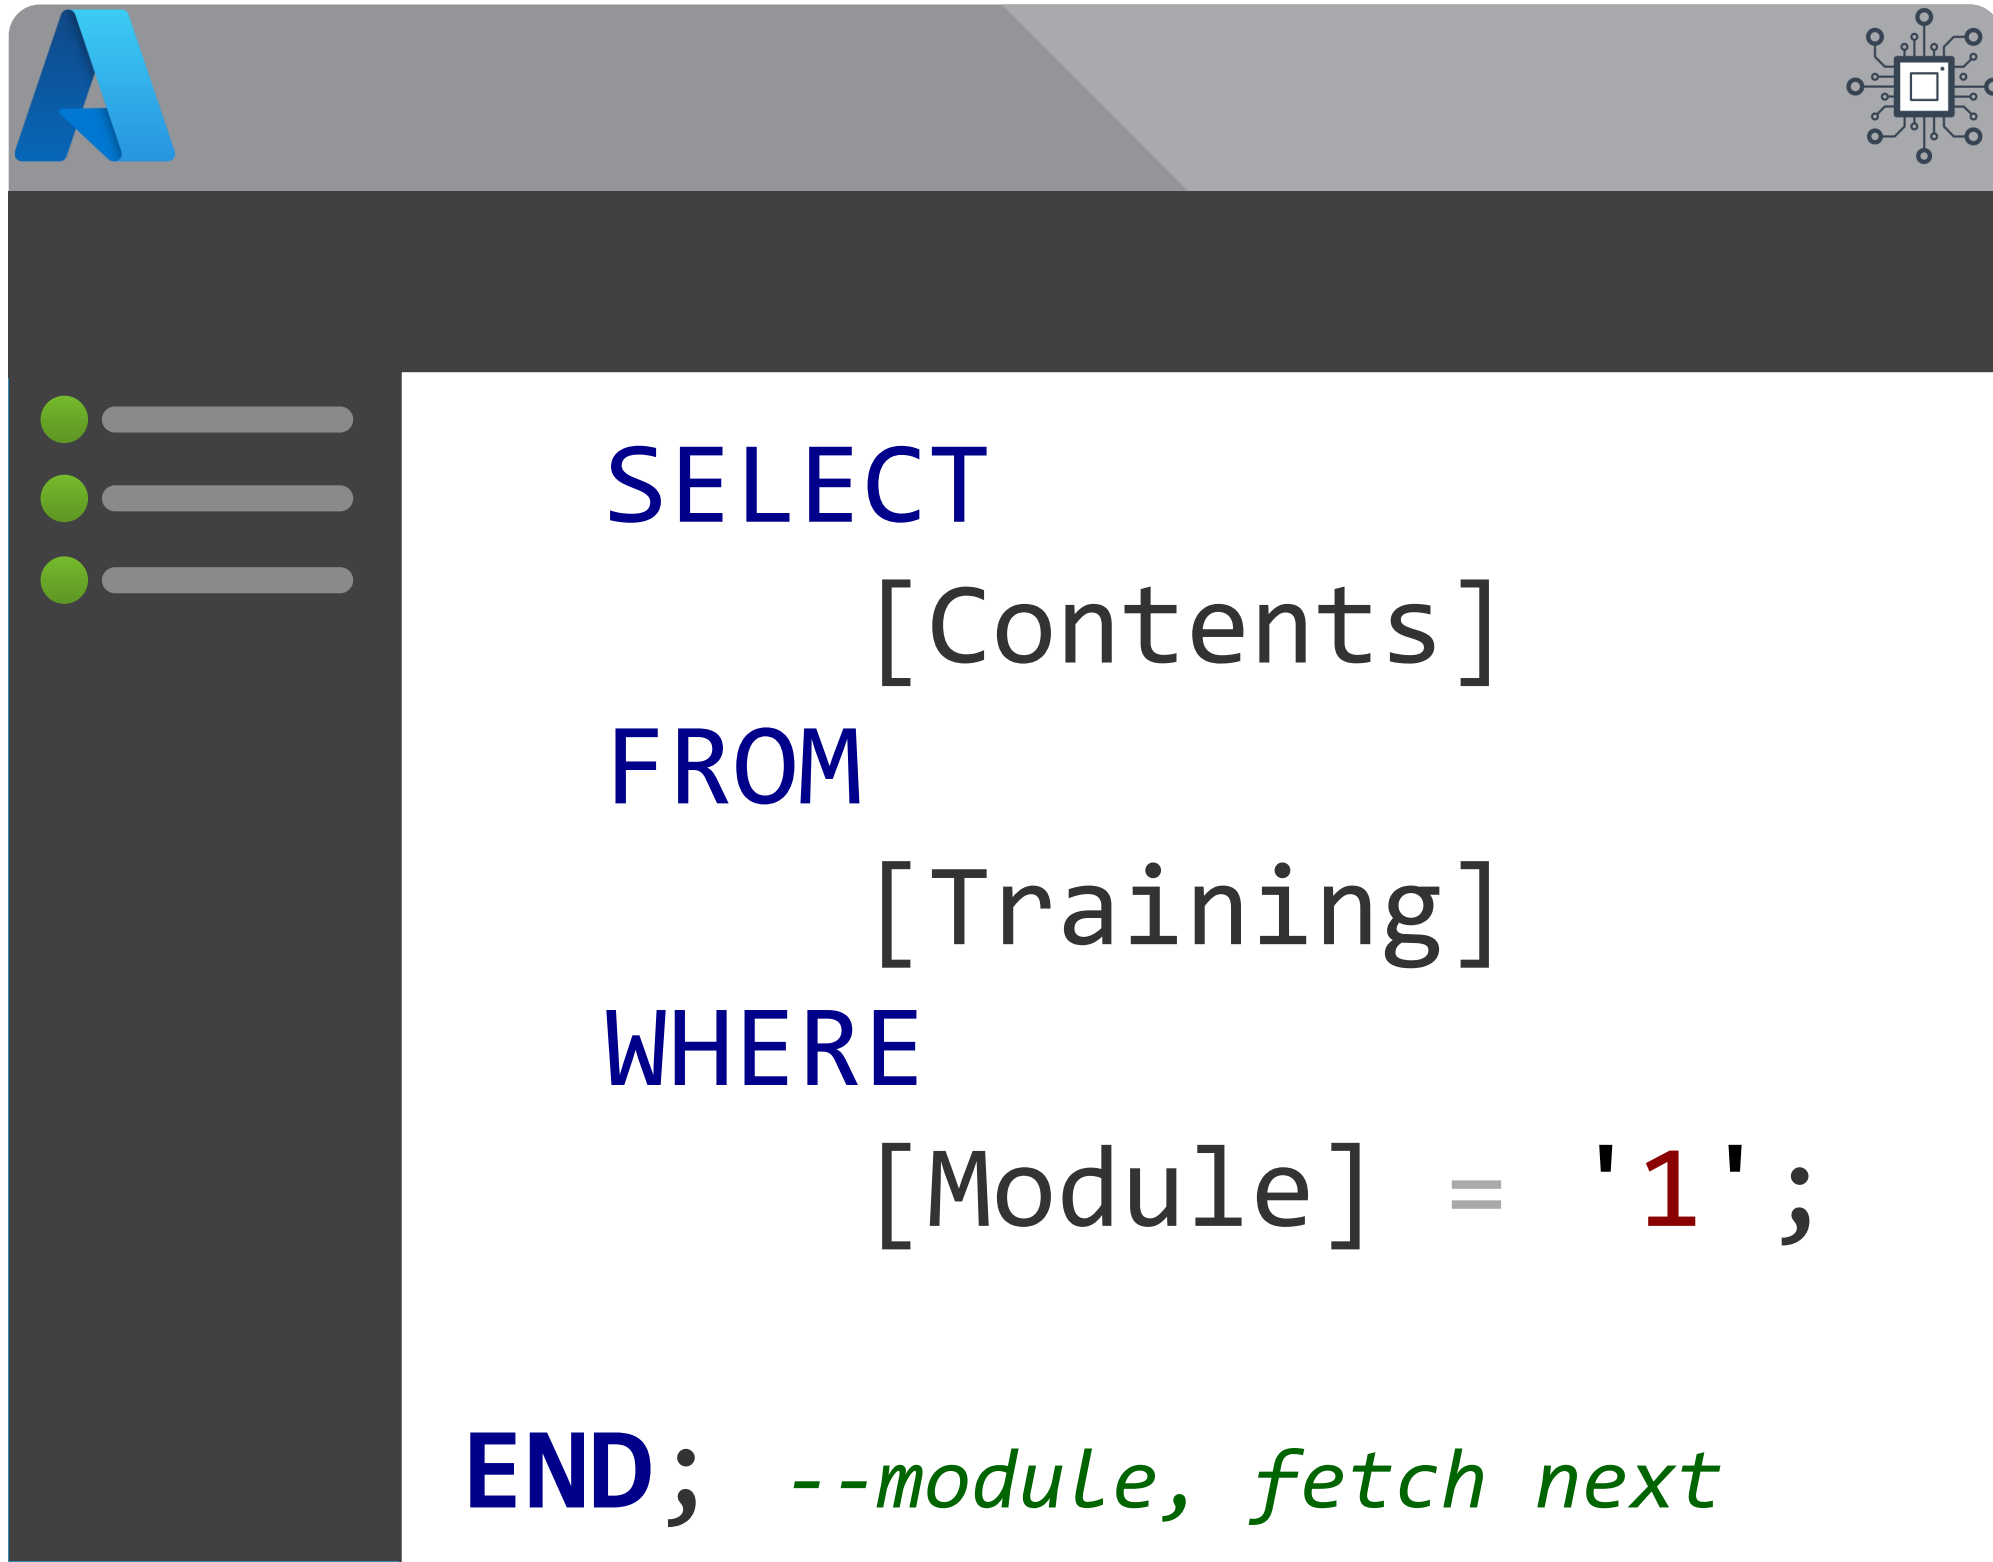 SELECT
[Contents]
FROM
[Training]
WHERE
[Module] = '1';
END; --module, fetch next